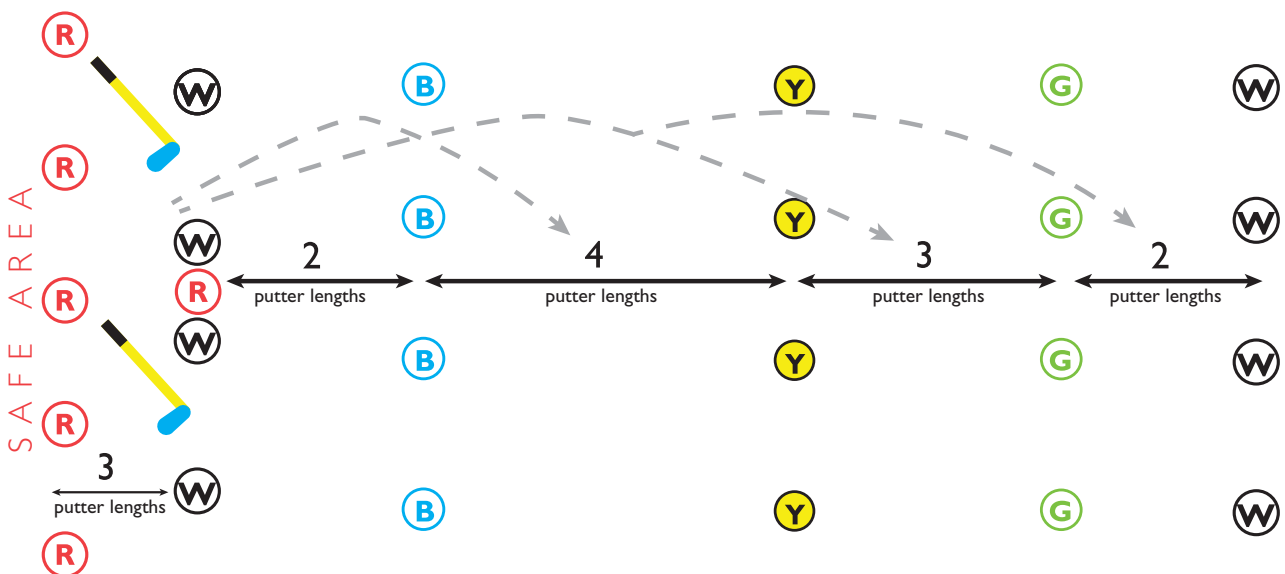 R
W B Y G W
R
B Y G W
W
2 4 3 2
R R
putter lengths putter lengths putter lengths putter lengths
W
B Y G W
R
3
W
putter lengths
B Y G W
R
SAFE AREA